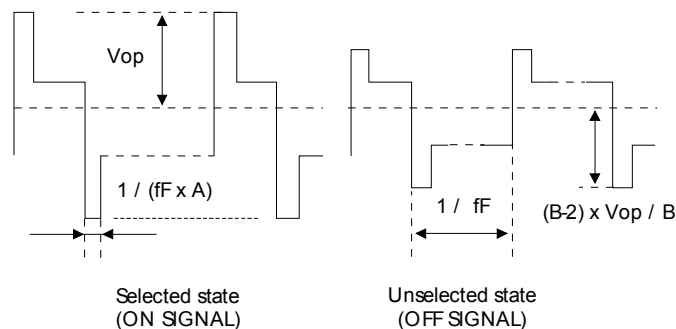 Vop
1 / (fF x A)
1 / fF
(B-2) x Vop / B
Selected state
(ON SIGNAL)
Unselected state
(OFF SIGNAL)